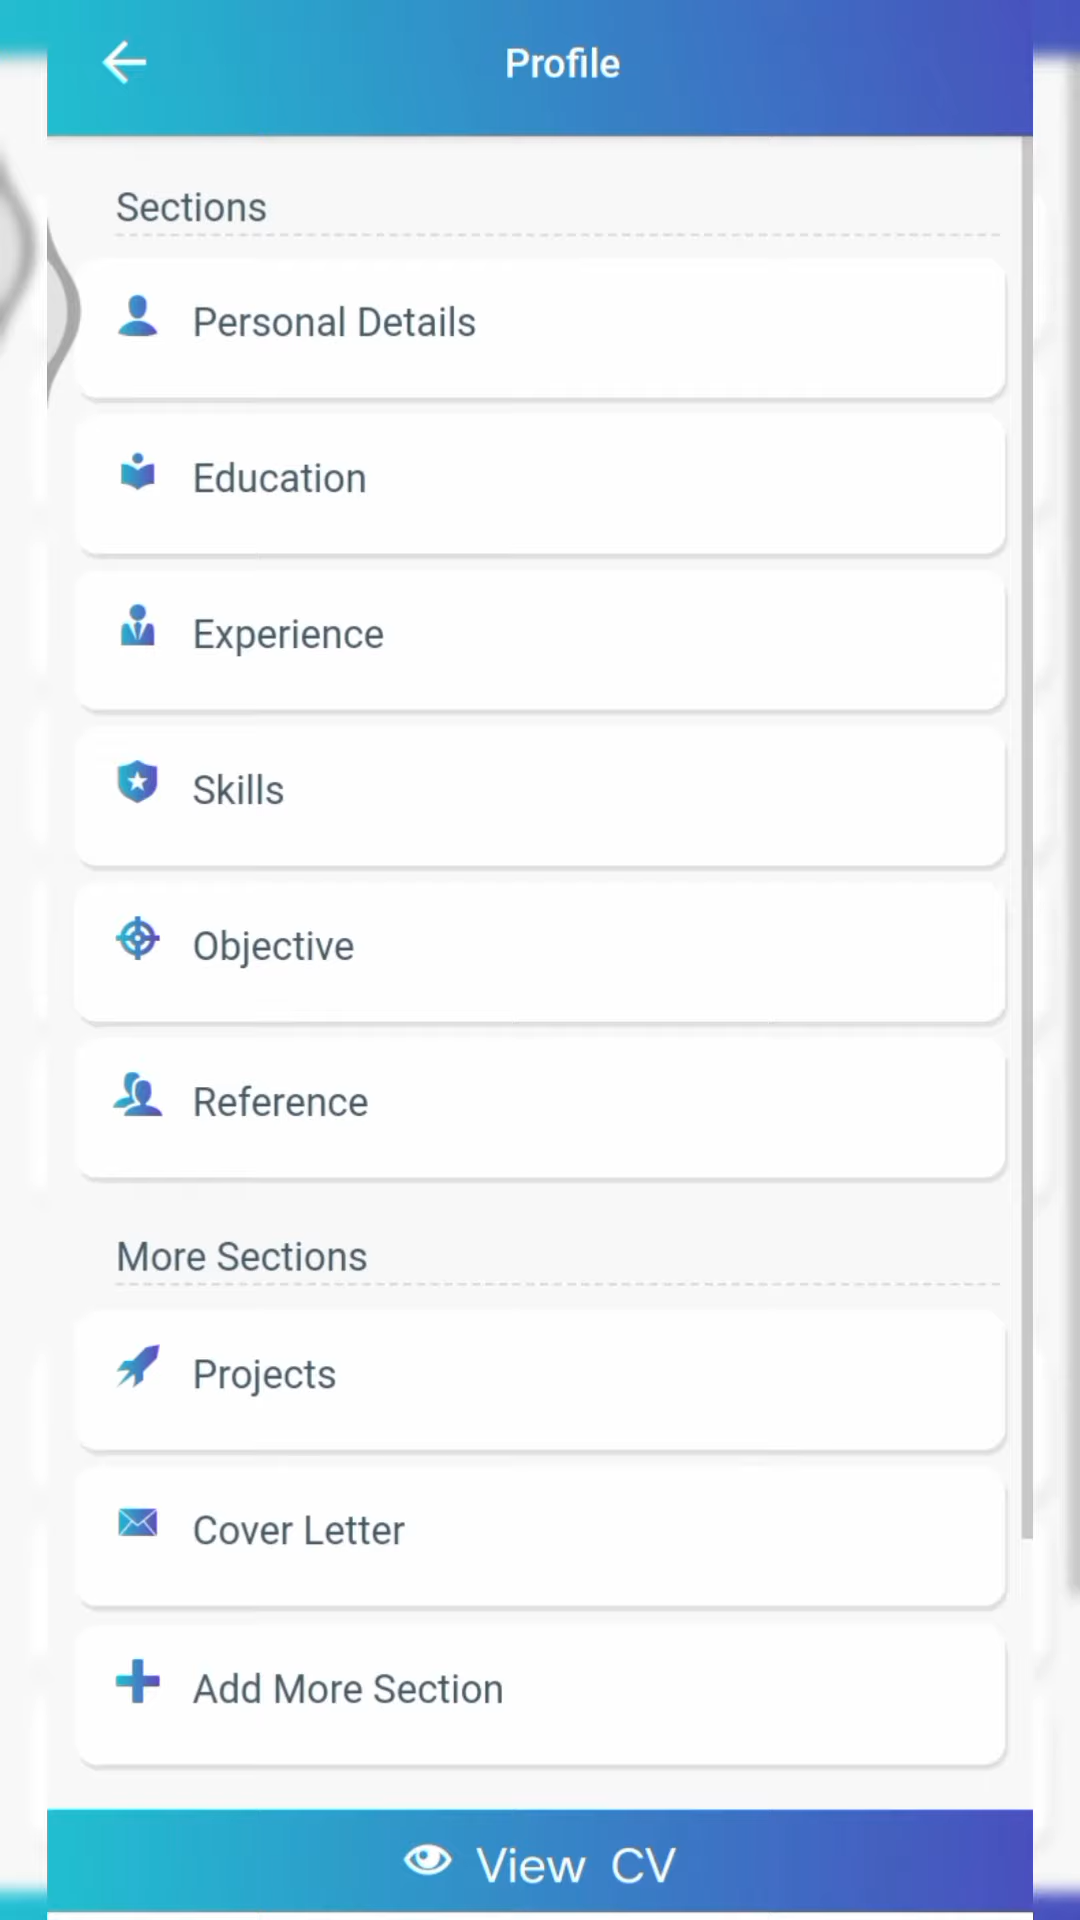 Profile
Sections
Personal Details
Education
Experience
Skills
Objective
Reference
More Sections
Projects
Cover Letter
Add More Section
View CV